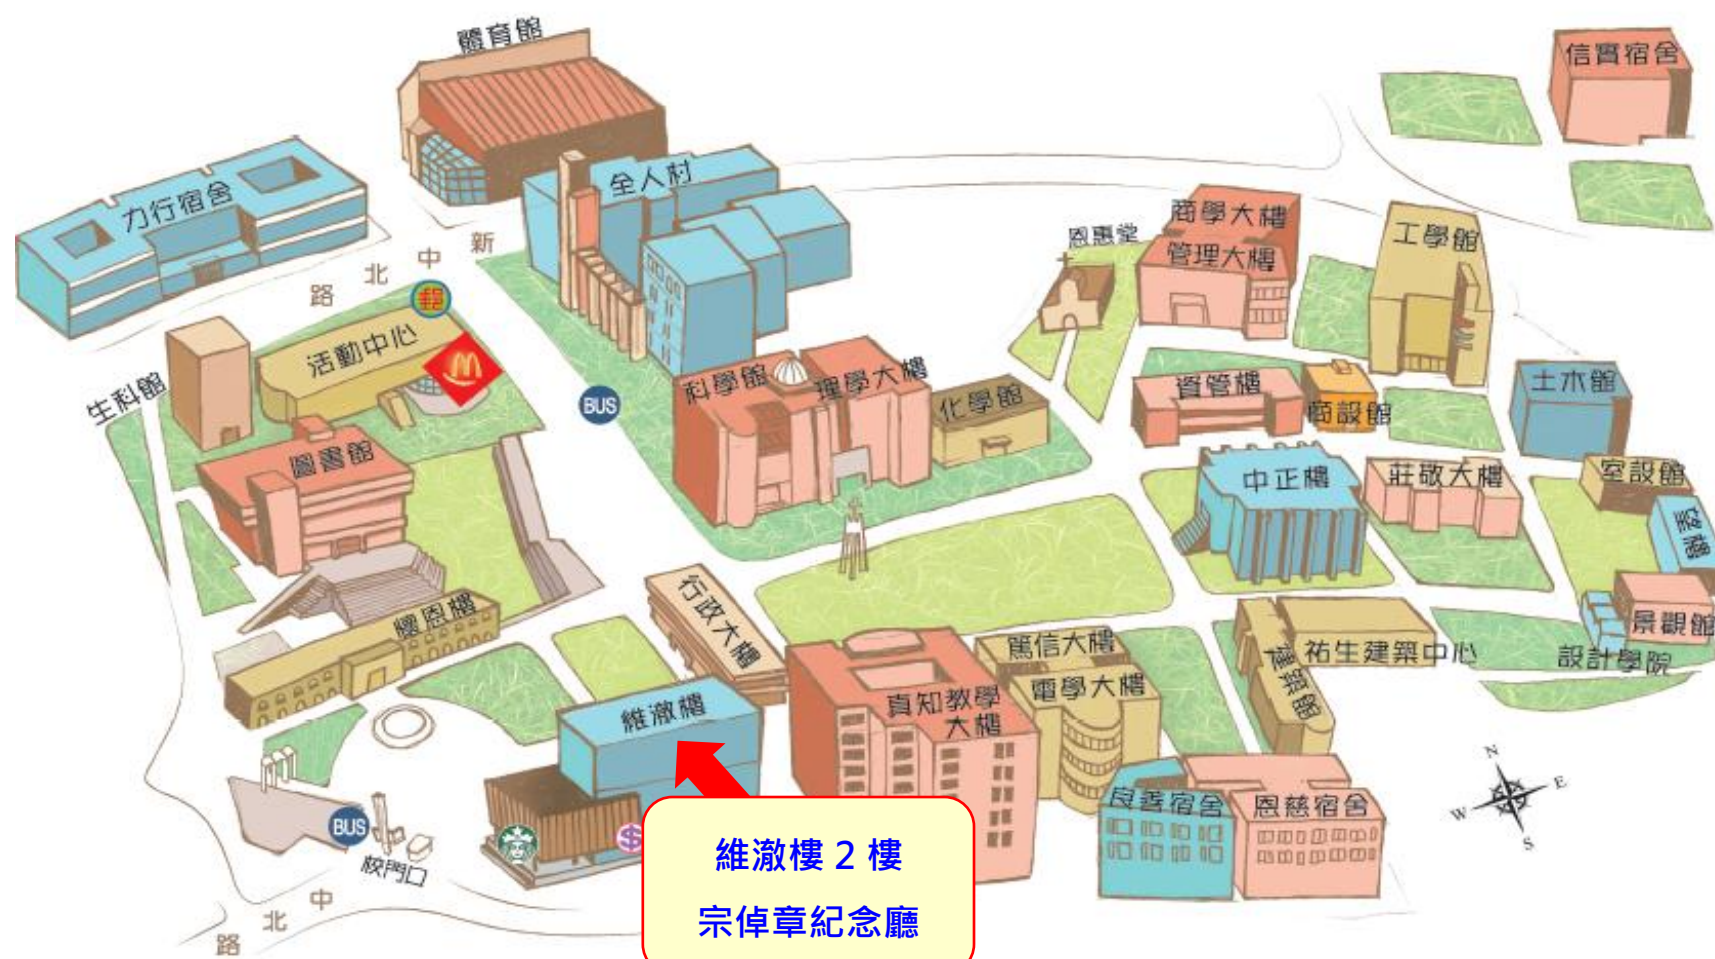 體育館
信實宿舍
力行宿舍
全人村
新
中
北
路
郵
恩惠堂
商學大樓
管理大樓
工學館
活動中心
生科館
BUS
科學館
理學大樓
化學館
資管樓
商設館
土木館
圖書館
中正樓
莊敬大樓
室設館
望樓
行政大樓
懷恩樓
景觀館
設計學院
篤信大樓
電學大樓
祐生建築中心
建築館
維澈樓
真知教學
大樓
N
E
W
S
良善宿舍
恩慈宿舍
BUS
校門口
$
維澈樓 2 樓
宗倬章紀念廳
中
北
路